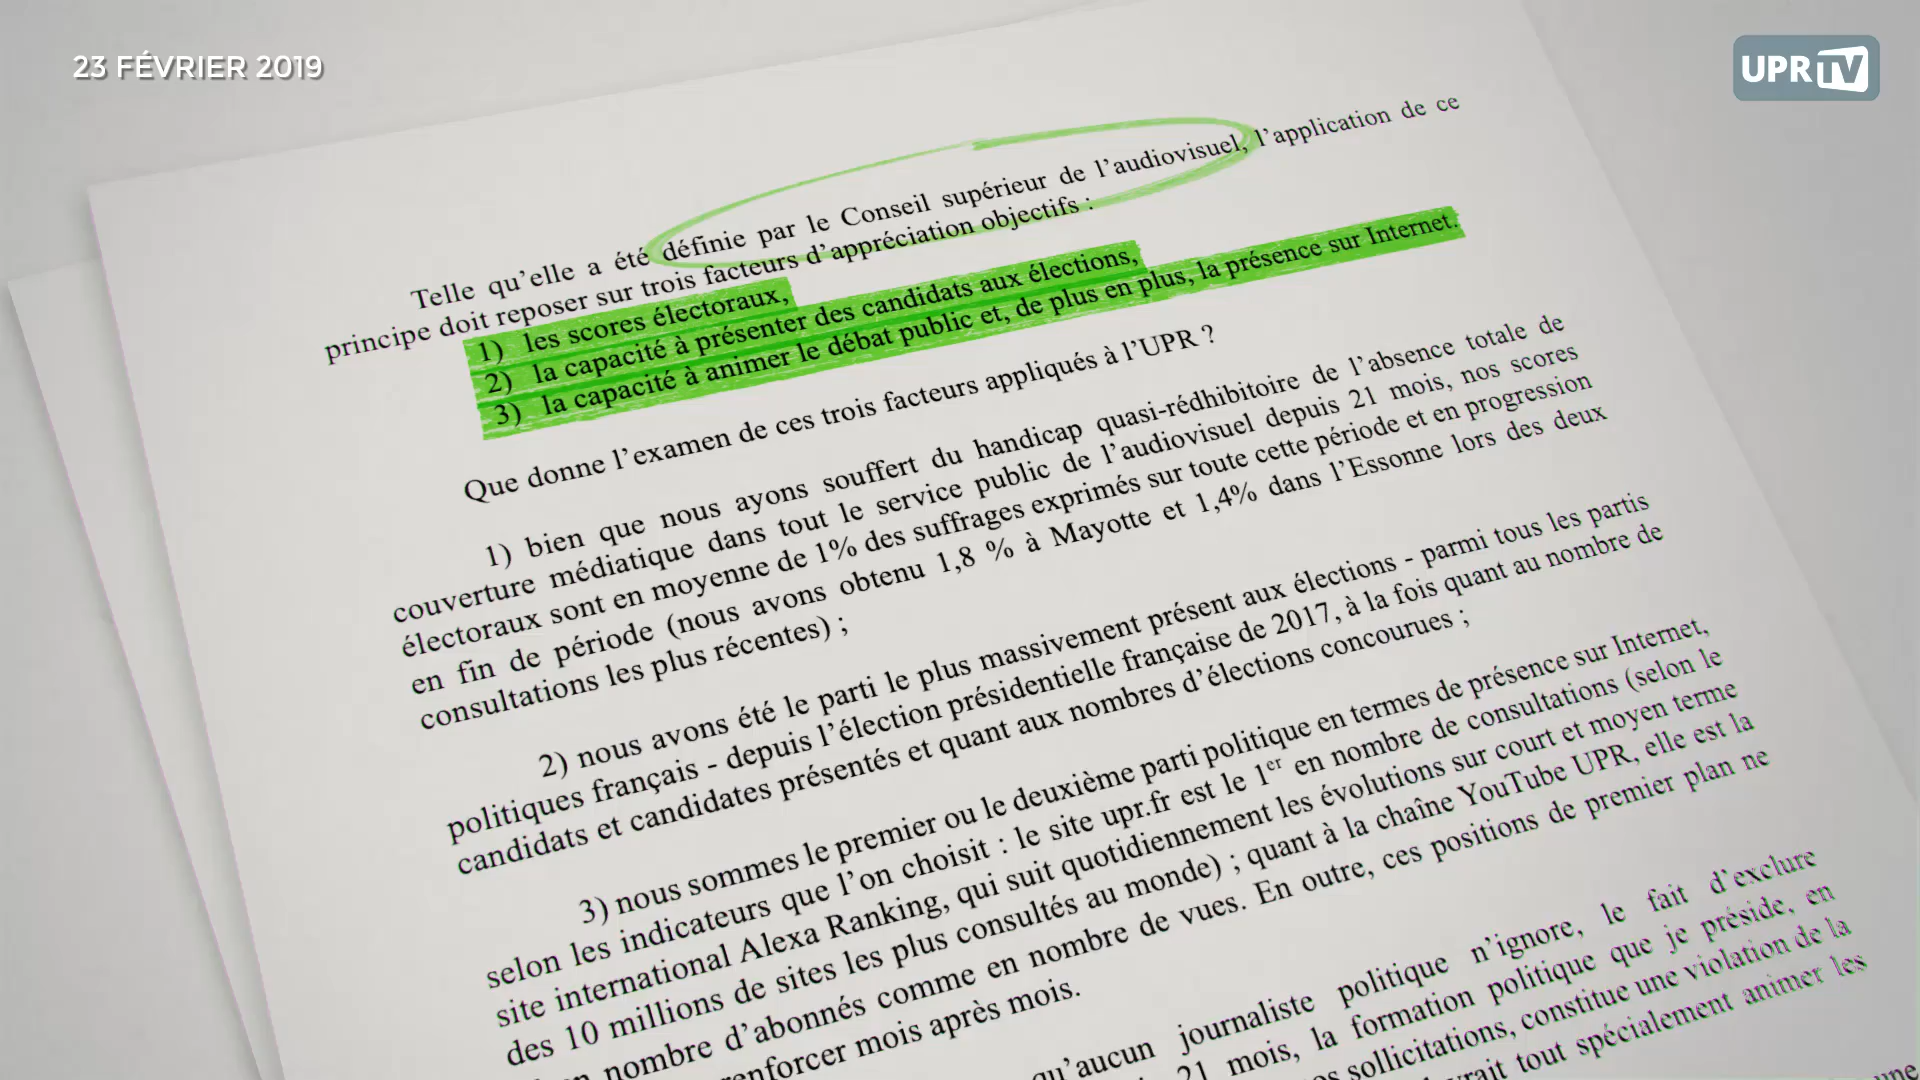 23 FÉVRIER 2019
UPR TV
Telle qu'elle a été définie par le Conseil supérieur de l'audiovisuel, l'application de ce
principe doit reposer sur trois facteurs d'appréciation objectifs :
1) les scores électoraux,
2) la capacité à présenter des candidats aux élections,
3) la capacité à animer le débat public et, de plus en plus, la présence sur Internet.
Que donne l'examen de ces trois facteurs appliqués à l'UPR ?
1) bien que nous ayons souffert du handicap quasi-rédhibitoire de l'absence totale de
couverture médiatique dans tout le service public de l'audiovisuel depuis 21 mois, nos scores
électoraux sont en moyenne de 1% des suffrages exprimés sur toute cette période et en progression
en fin de période (nous avons obtenu 1,8 % à Mayotte et 1,4% dans l'Essonne lors des deux
consultations les plus récentes) ;
2) nous avons été le parti le plus massivement présent aux élections - parmi tous les partis
politiques français - depuis l'élection présidentielle française de 2017, à la fois quant au nombre de
candidats et candidates présentés et quant aux nombres d'élections concourues ;
3) nous sommes le premier ou le deuxième parti politique en termes de présence sur Internet,
selon les indicateurs que l'on choisit : le site upr.fr est le 1er en nombre de consultations (selon le
site international Alexa Ranking, qui suit quotidiennement les évolutions sur court et moyen terme
des 10 millions de sites les plus consultés au monde) ; quant à la chaîne YouTube UPR, elle est la
nombre d'abonnés comme en nombre de vues. En outre, ces positions de premier plan ne
renforcer mois après mois.
qu'aucun journaliste politique n'ignore, le fait d'exclure
21 mois, la formation politique que je préside, en
sollicitations, constitue une violation de la
tout spécialement animer les
une